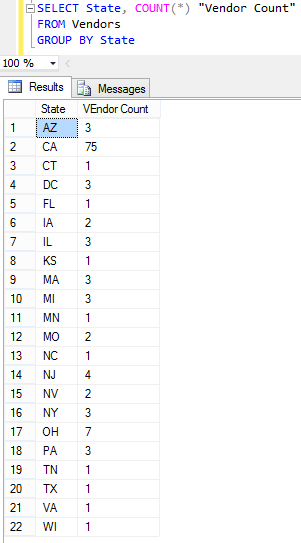 SELECT State, COUNT(*) "Vendor Count"
FROM Vendors
GROUP BY State
100 %
Results Messages
State VEndor Count
1 AZ 3
2 CA 75
3 CT 1
4 DC 3
5 FL 1
6 IA 2
7 IL 3
8 KS 1
9 MA 3
10 MI 3
11 MN 1
12 MO 2
13 NC 1
14 NJ 4
15 NV 2
16 NY 3
17 OH 7
18 PA 3
19 TN 1
20 TX 1
21 VA 1
22 WI 1